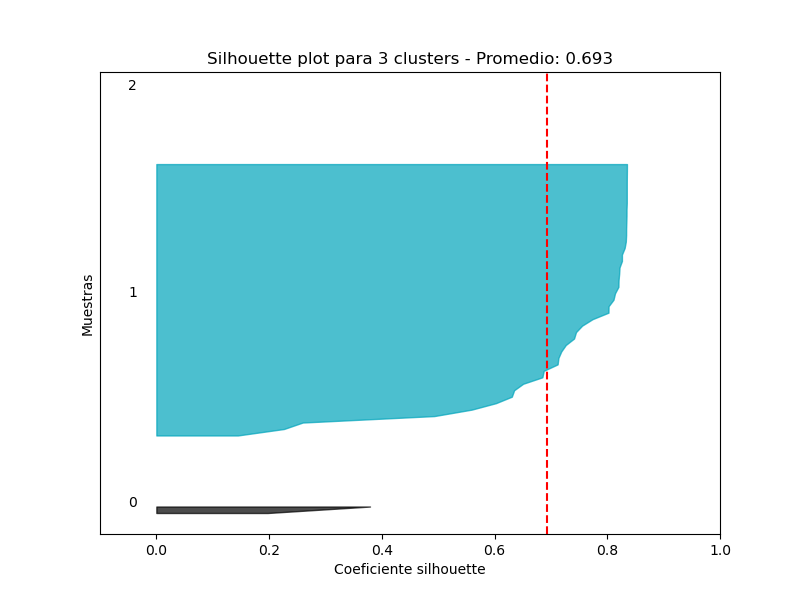 Silhouette plot para 3 clusters - Promedio: 0.693
2
1
0
Muestras
0.0 0.2 0.4 0.6 0.8 1.0
Coeficiente silhouette